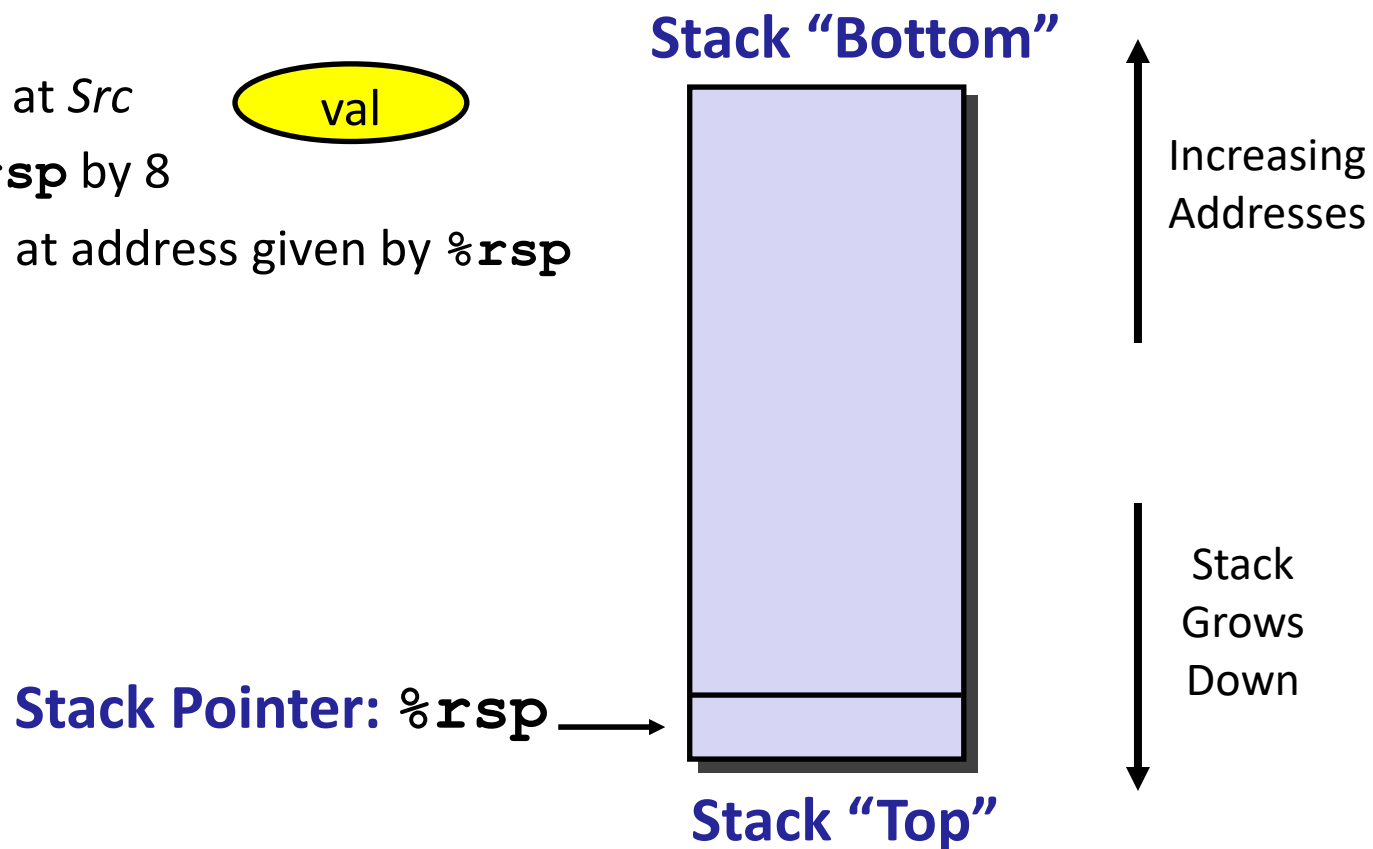 Stack “Bottom”
at Src
val
by 8
at address given by %rsp
Increasing
Addresses
Stack
Grows
Down
Stack Pointer: %rsp
Stack “Top”